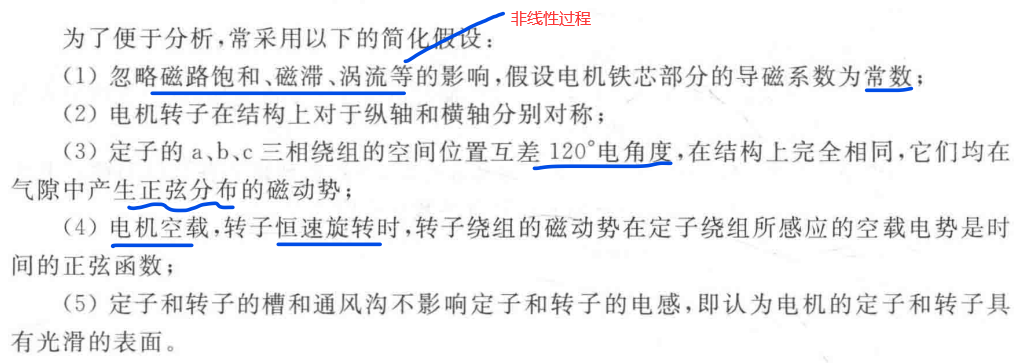 非线性过程
为了便于分析,常采用以下的简化假设:
(1) 忽略磁路饱和、磁滞、涡流等的影响,假设电机铁芯部分的导磁系数为常数;
(2) 电机转子在结构上对于纵轴和横轴分别对称;
(3) 定子的 a、b、c 三相绕组的空间位置互差 120°电角度,在结构上完全相同,它们均在
气隙中产生正弦分布的磁动势;
(4) 电机空载,转子恒速旋转时,转子绕组的磁动势在定子绕组所感应的空载电势是时
间的正弦函数;
(5) 定子和转子的槽和通风沟不影响定子和转子的电感,即认为电机的定子和转子具
有光滑的表面。